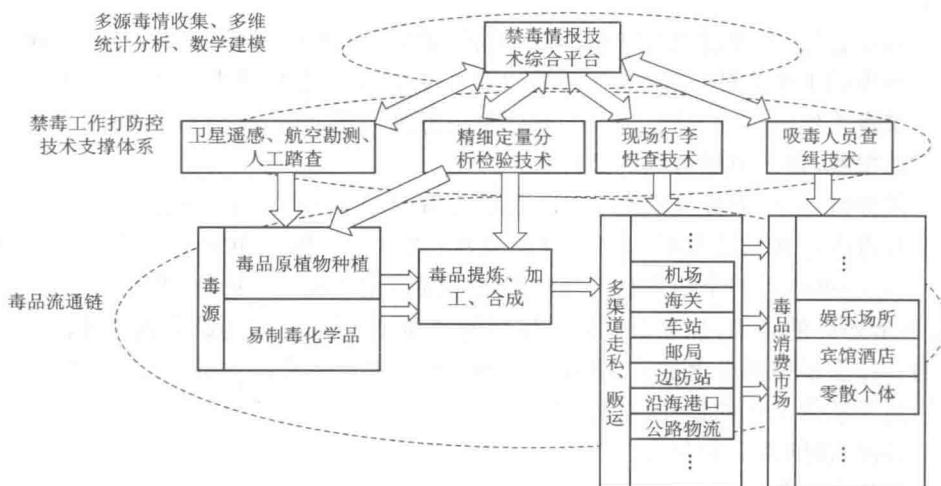 多源毒情收集、多维
统计分析、数学建模
禁毒情报技
术综合平台
禁毒工作打防控
技术支撑体系
卫星遥感、航空勘测、
人工踏查
精细定量分
析检验技术
现场行李
快查技术
吸毒人员查
缉技术
毒品流通链
毒源
毒品原植物种植
易制毒化学品
毒品提炼、加
工、合成
多渠道走私、贩运
⋮
机场
海关
车站
邮局
边防站
沿海港口
公路物流
⋮
毒品消费市场
⋮
娱乐场所
宾馆酒店
零散个体
⋮